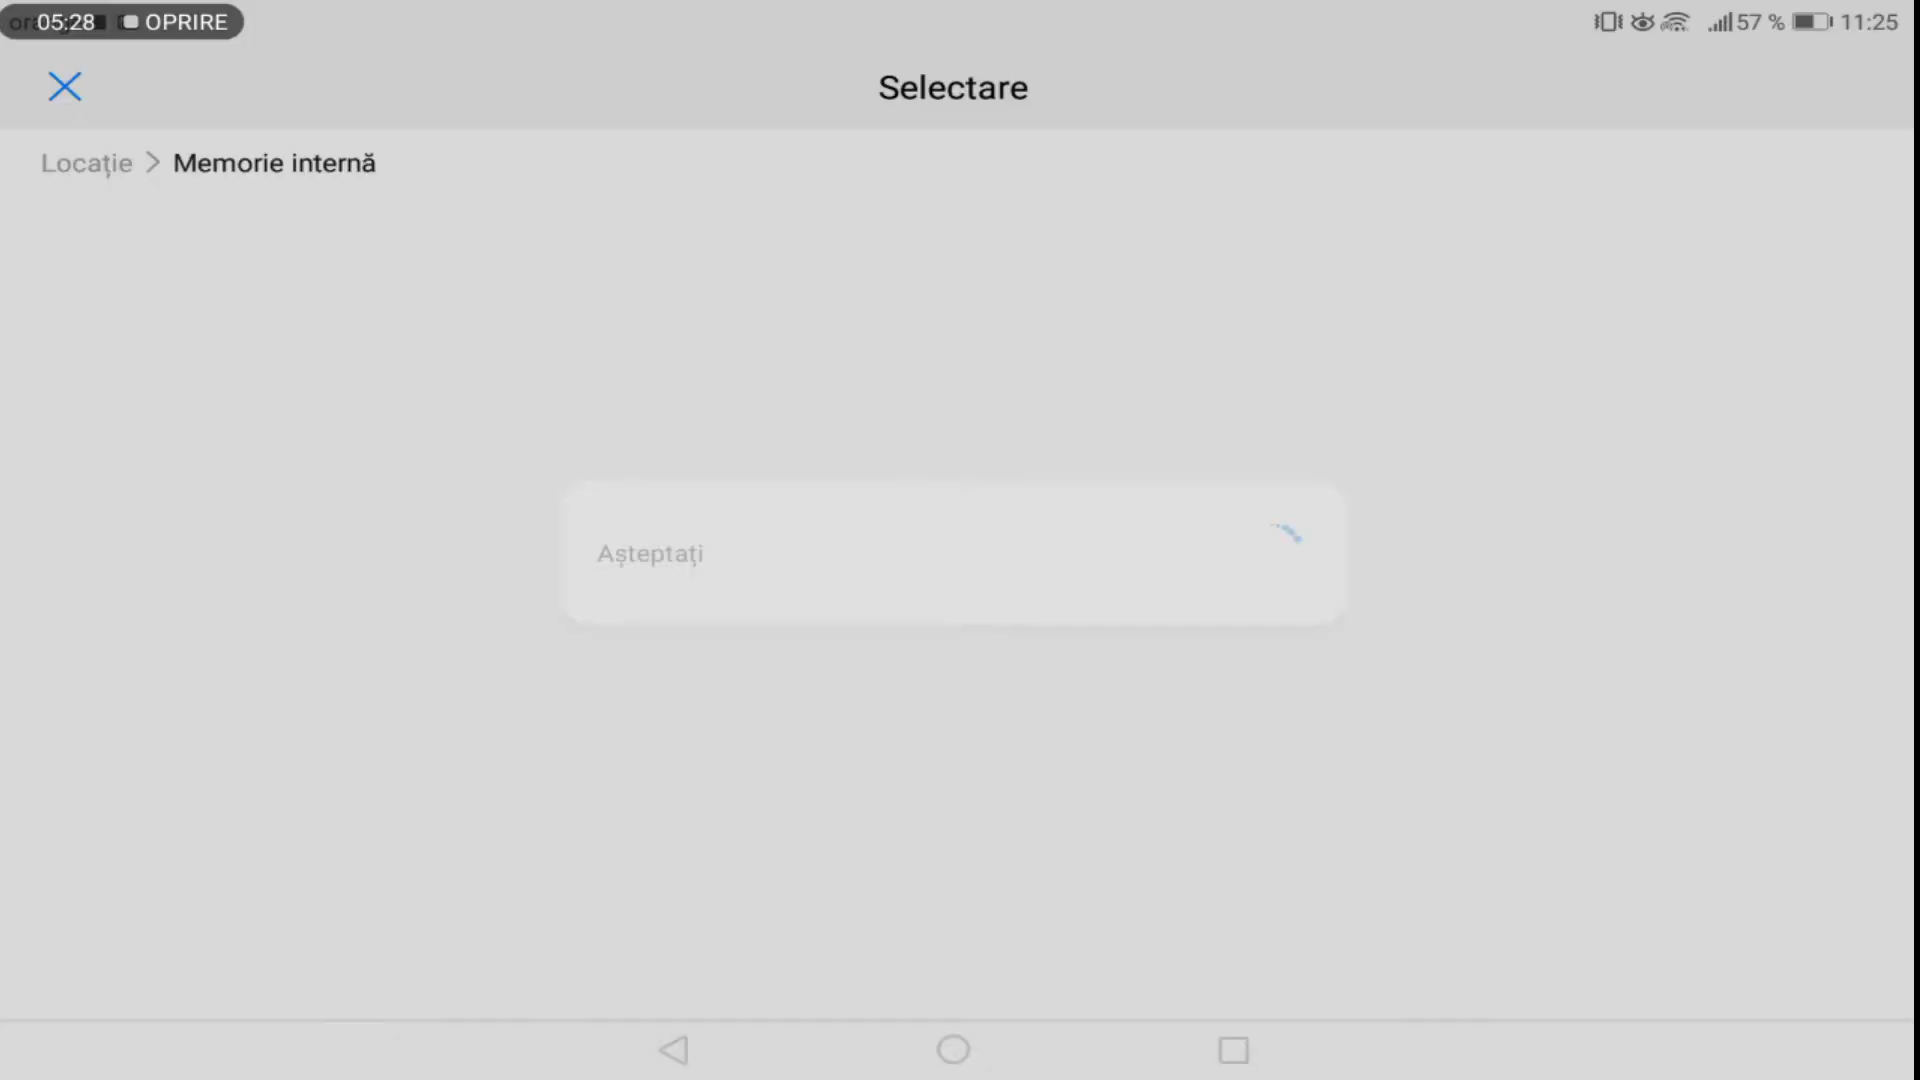 05:28 OPRIRE
57 % 11:25
Selectare
Locație > Memorie internă
Așteptați